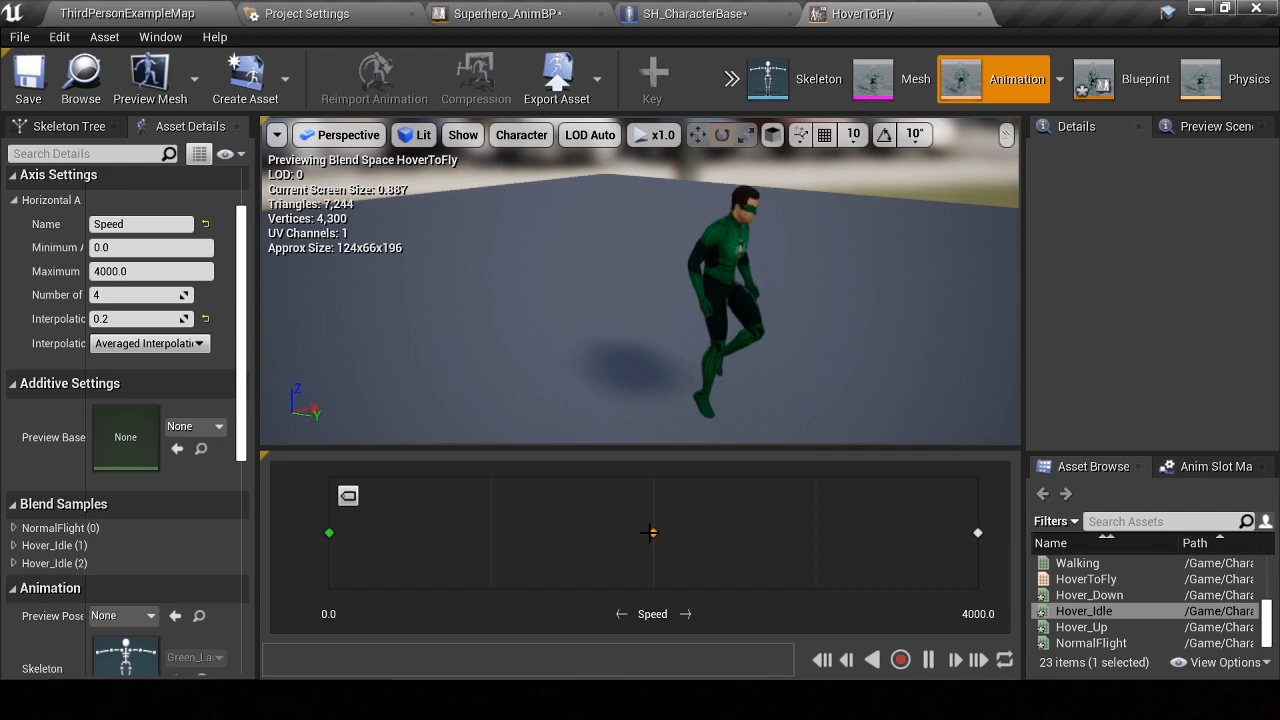 ThirdPersonExampleMap
Project Settings
Superhero_AnimBP*
SH_CharacterBase*
HoverToFly
File Edit Asset Window Help
Save
Browse
Preview Mesh
Create Asset
Reimport Animation
Compression
Export Asset
Key
Skeleton
Mesh
Animation
Blueprint
Physics
Skeleton Tree
Asset Details
Search Details
Axis Settings
Horizontal A
Name Speed
Minimum A 0.0
Maximum 4000.0
Number of 4
Interpolatic 0.2
Interpolatic Averaged Interpolati
Additive Settings
Preview Base None None
Blend Samples
NormalFlight (0)
Hover_Idle (1)
Hover_Idle (2)
Animation
Preview Pose None
Skeleton Green_La
Perspective Lit Show Character LOD Auto x1.0 10 10°
Previewing Blend Space HoverToFly
LOD: 0
Current Screen Size: 0.887
Triangles: 7,244
Vertices: 4,300
UV Channels: 1
Approx Size: 124x66x196
Z
X
Y
0.0 Speed 4000.0
Details
Preview Scen
Asset Browse
Anim Slot Ma
Filters Search Assets
Name Path
Walking /Game/Chara
HoverToFly /Game/Chara
Hover_Down /Game/Chara
Hover_Idle /Game/Chara
Hover_Up /Game/Chara
NormalFlight /Game/Chara
23 items (1 selected) View Options